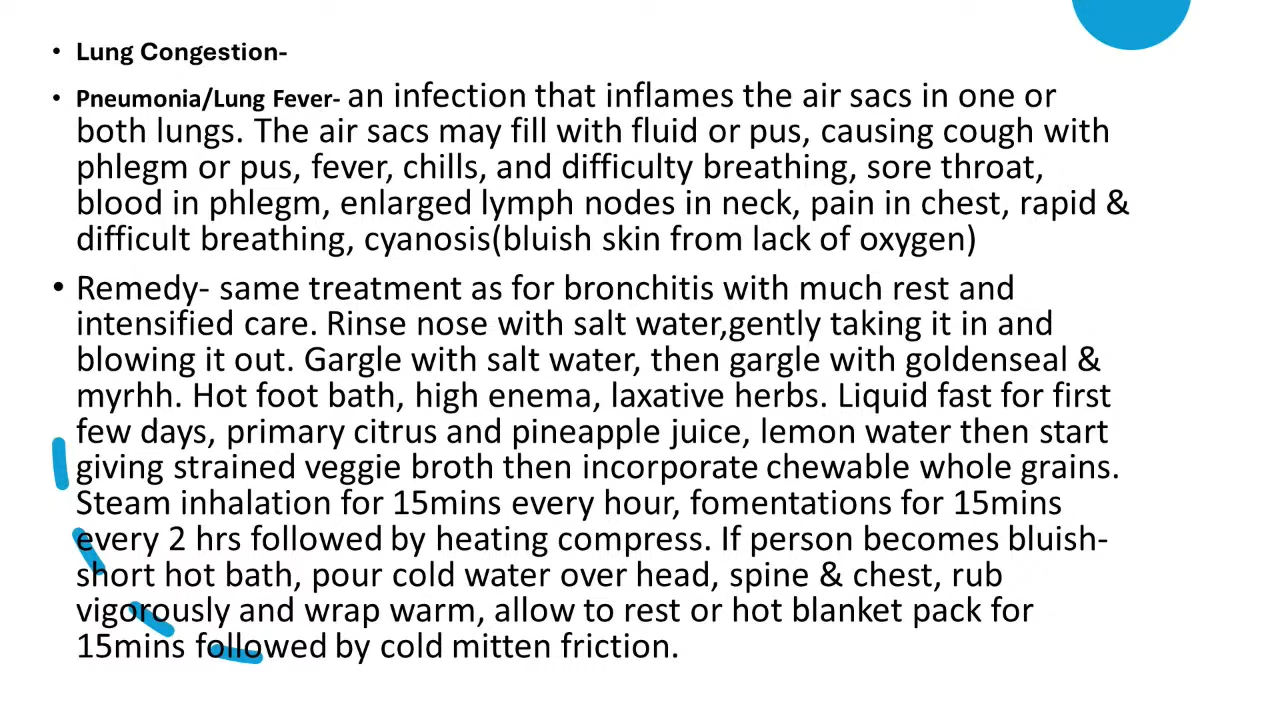 • Lung Congestion-
• Pneumonia/Lung Fever- an infection that inflames the air sacs in one or
both lungs. The air sacs may fill with fluid or pus, causing cough with
phlegm or pus, fever, chills, and difficulty breathing, sore throat,
blood in phlegm, enlarged lymph nodes in neck, pain in chest, rapid &
difficult breathing, cyanosis(bluish skin from lack of oxygen)
• Remedy- same treatment as for bronchitis with much rest and
intensified care. Rinse nose with salt water,gently taking it in and
blowing it out. Gargle with salt water, then gargle with goldenseal &
myrhh. Hot foot bath, high enema, laxative herbs. Liquid fast for first
few days, primary citrus and pineapple juice, lemon water then start
giving strained veggie broth then incorporate chewable whole grains.
Steam inhalation for 15mins every hour, fomentations for 15mins
every 2 hrs followed by heating compress. If person becomes bluish-
short hot bath, pour cold water over head, spine & chest, rub
vigorously and wrap warm, allow to rest or hot blanket pack for
15mins followed by cold mitten friction.